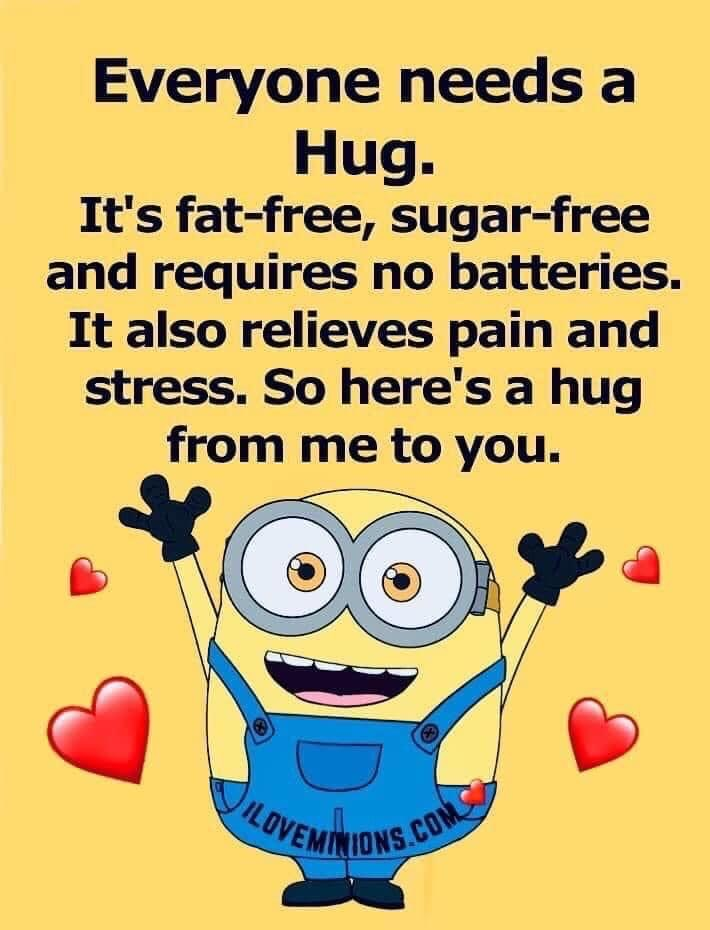 Everyone needs a
Hug.
It's fat-free, sugar-free
and requires no batteries.
It also relieves pain and
stress. So here's a hug
from me to you.
ILOVEMINIONS.COM